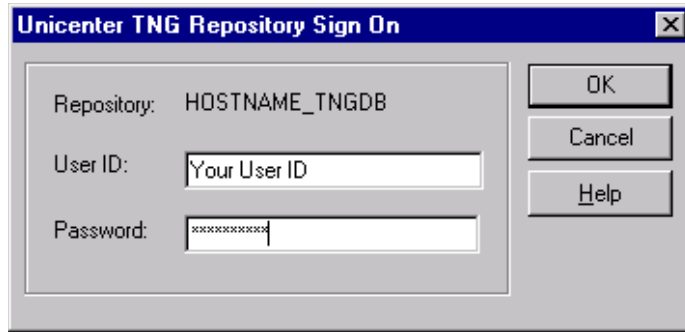 Unicenter TNG Repository Sign On
Repository: HOSTNAME_TNGDB
User ID: Your User ID
Password: **********
OK
Cancel
Help